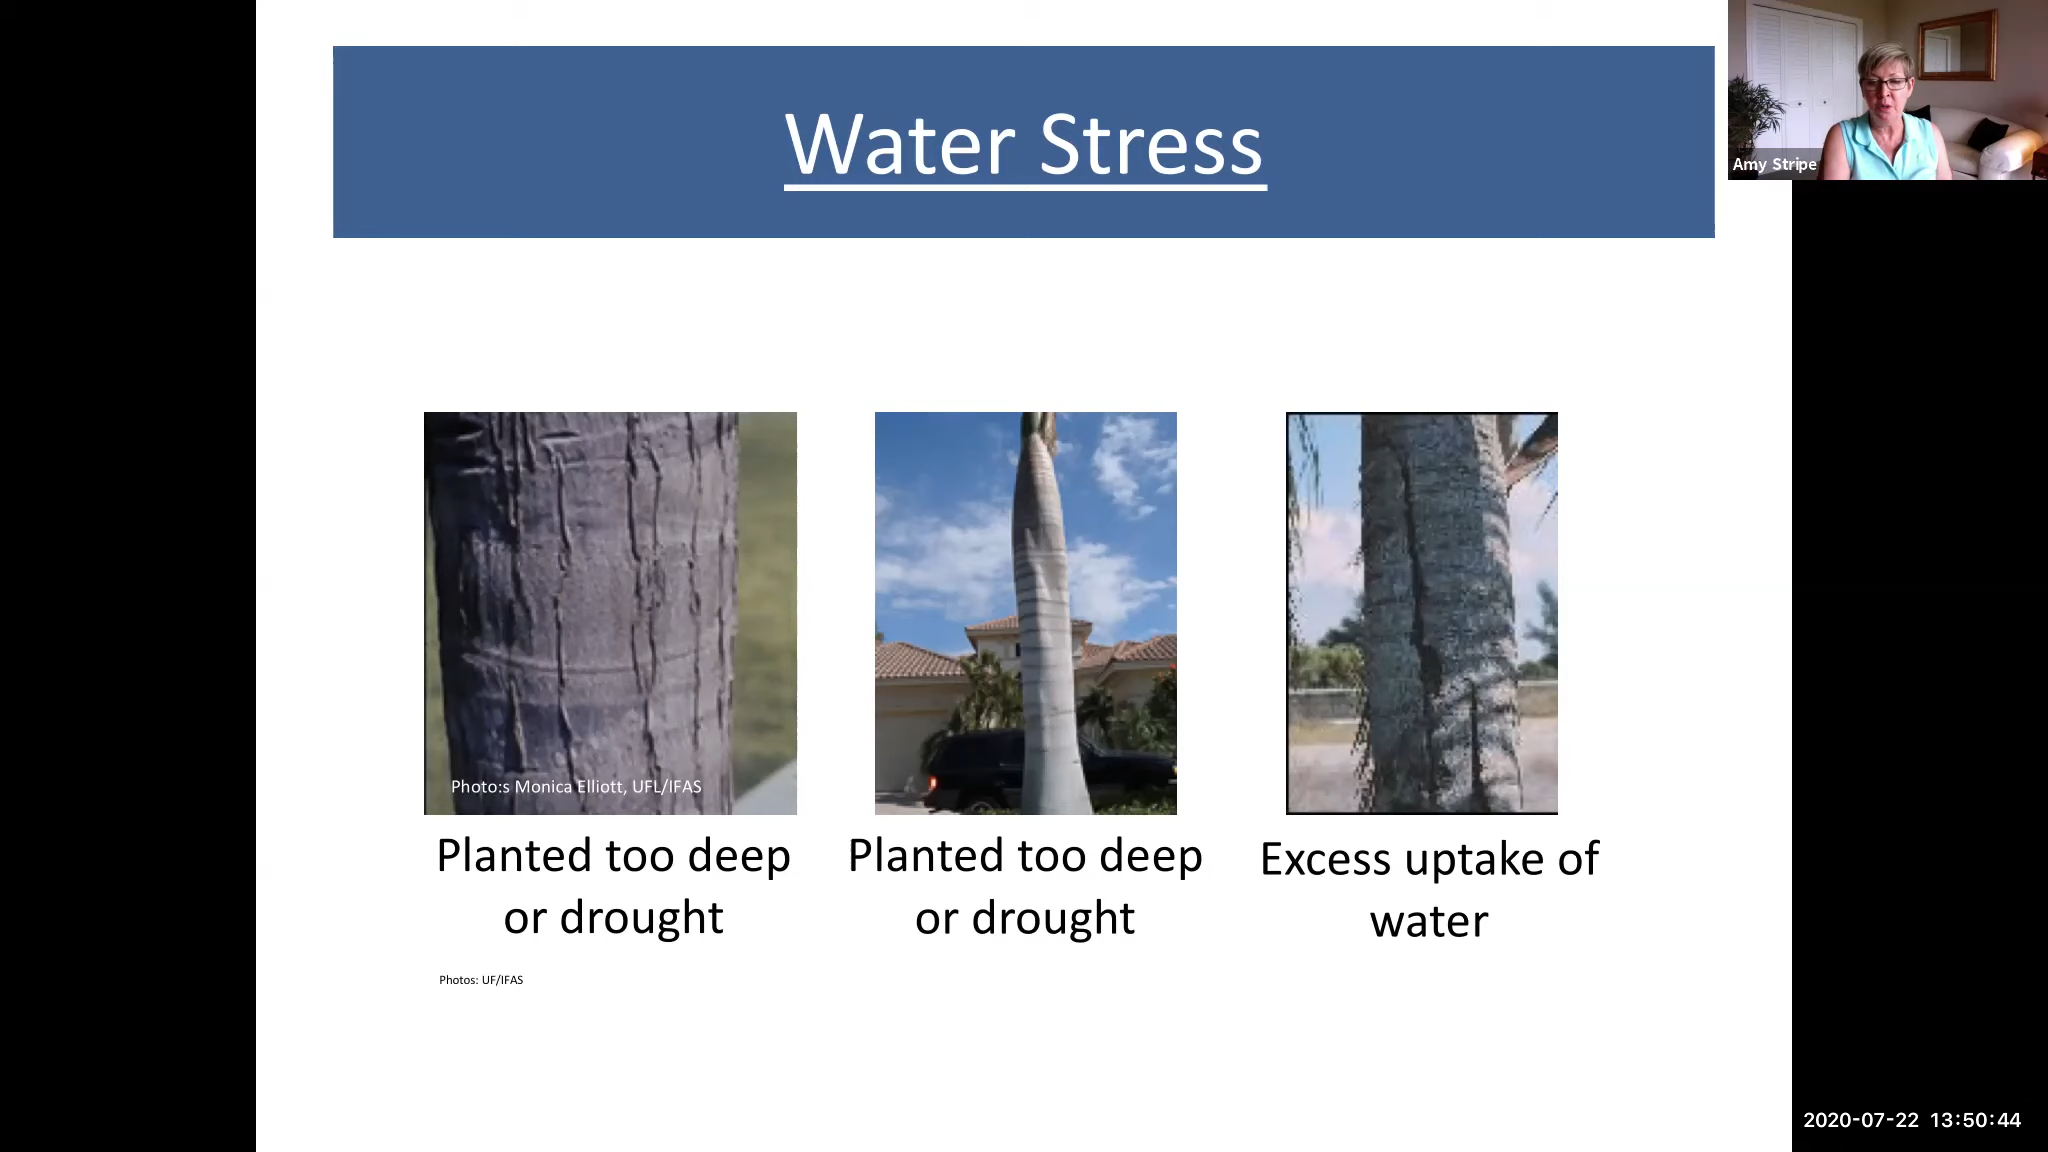 Water Stress
Amy Stripe
Photo:s Monica Elliott, UFL/IFAS
Planted too deep
or drought
Planted too deep
or drought
Excess uptake of
water
Photos: UF/IFAS
2020-07-22 13:50:44